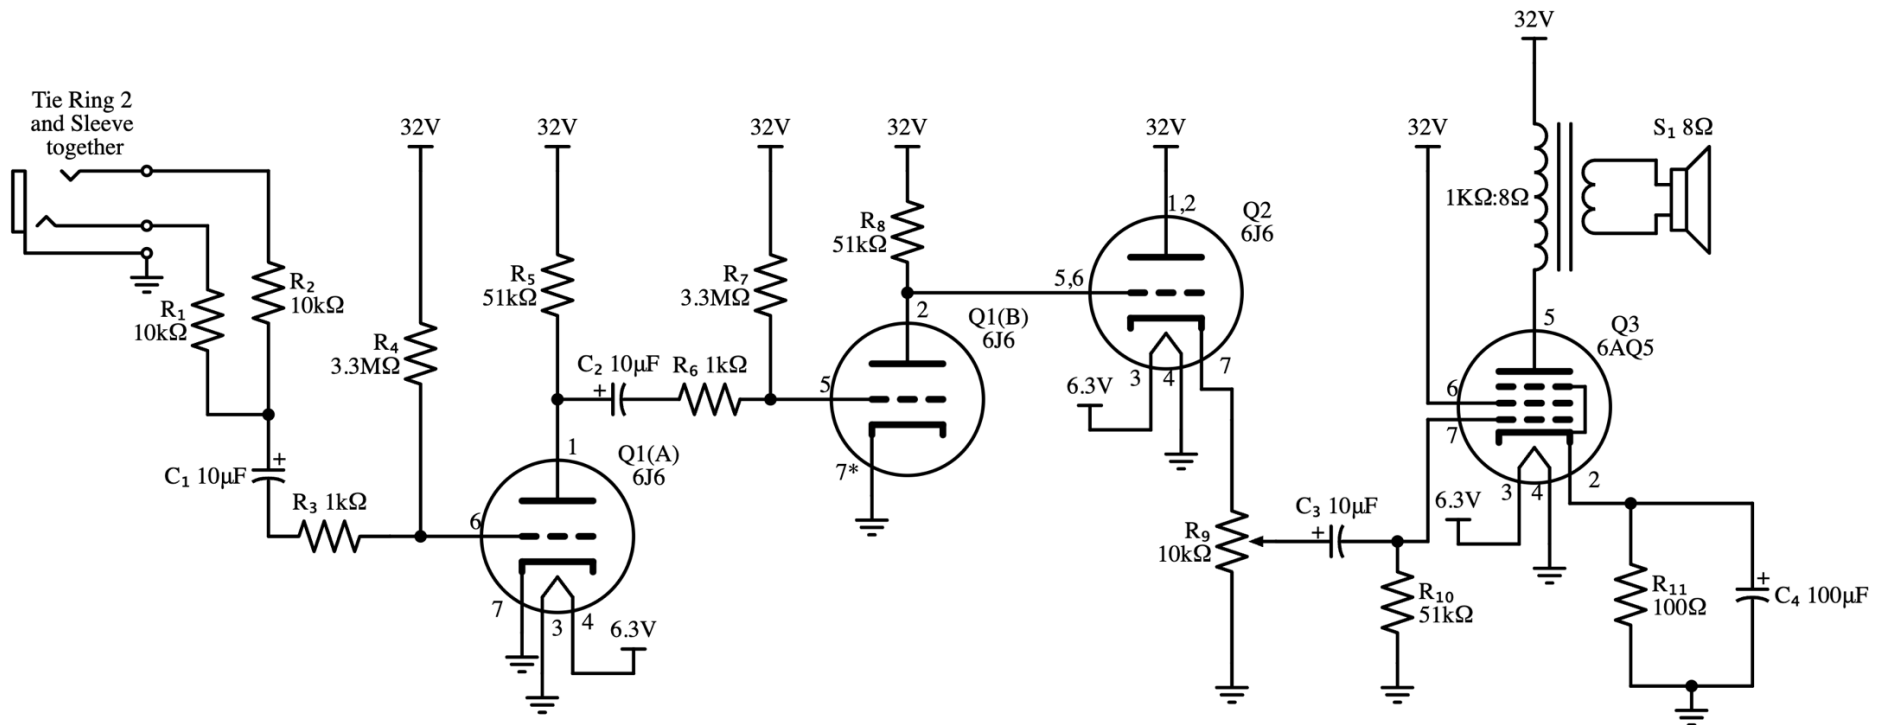 32V
Tie Ring 2
and Sleeve
together
32V
32V
32V
32V
32V
32V
S₁ 8Ω
1KΩ:8Ω
R₁
10kΩ
R₂
10kΩ
R₄
3.3MΩ
R₅
51kΩ
R₇
3.3MΩ
R₈
51kΩ
1,2
Q2
6J6
5,6
2
Q1(B)
6J6
C₂ 10µF
+
R₆ 1kΩ
5
7*
6.3V
3
4
7
5
Q3
6AQ5
6
7
3
4
2
6.3V
C₁ 10µF
+
R₃ 1kΩ
6
1
Q1(A)
6J6
7
3
4
6.3V
R₉
10kΩ
C₃ 10µF
+
R₁₀
51kΩ
R₁₁
100Ω
+
C₄ 100µF